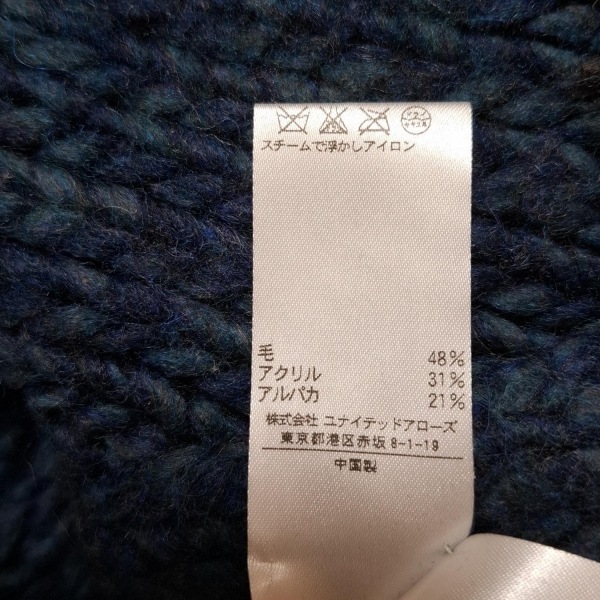 スチームで浮かしアイロン
毛 48%
アクリル 31%
アルパカ 21%
株式会社 ユナイテッドアローズ
東京都港区赤坂 8-1-19
中国製